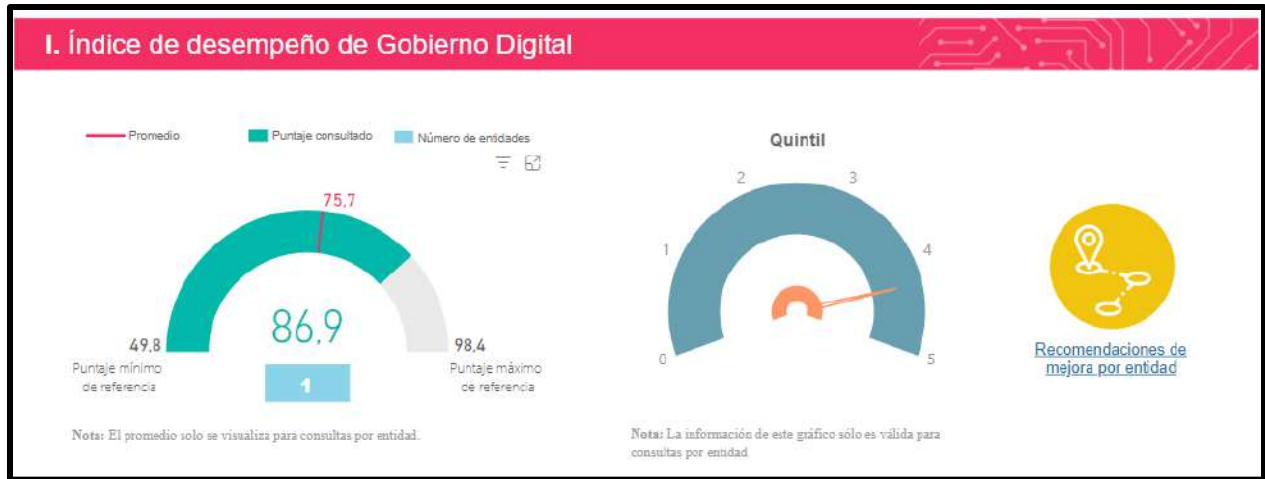 I. Índice de desempeño de Gobierno Digital
Promedio
Puntaje consultado
Número de entidades
75,7
86,9
49,8
Puntaje mínimo
de referencia
1
98,4
Puntaje máximo
de referencia
Nota: El promedio solo se visualiza para consultas por entidad.
Quintil
0
1
2
3
4
5
Nota: La información de este gráfico sólo es válida para
consultas por entidad
Recomendaciones de
mejora por entidad